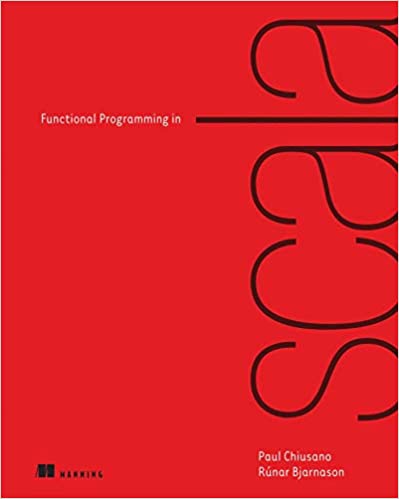 Functional Programming in
scala
Paul Chiusano
Rúnar Bjarnason
MANNING